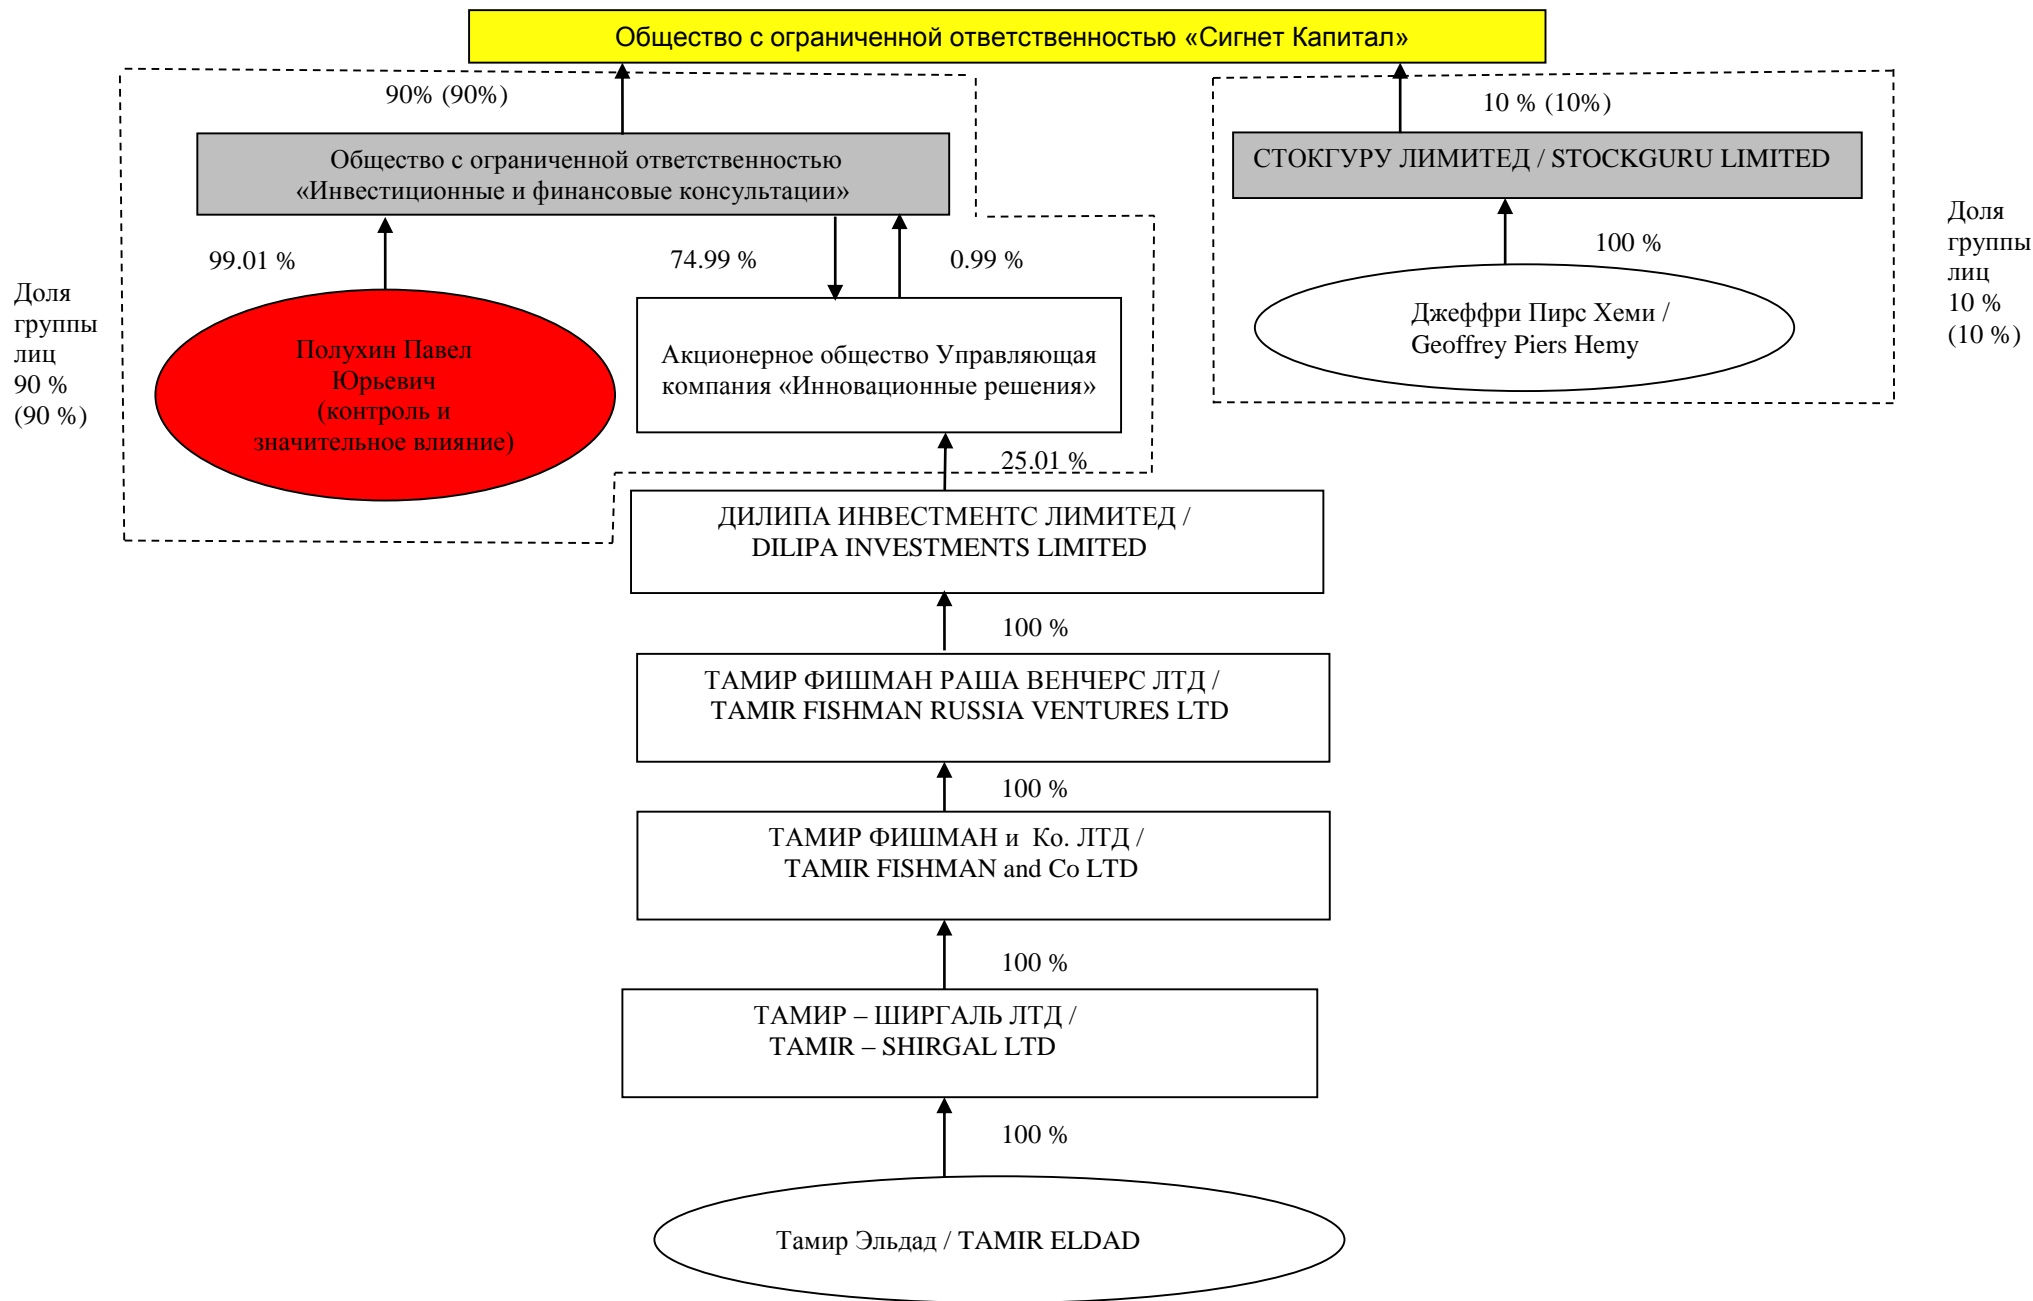 Общество с ограниченной ответственностью «Сигнет Капитал»
90% (90%)
10 % (10%)
Общество с ограниченной ответственностью
«Инвестиционные и финансовые консультации»
СТОКГУРУ ЛИМИТЕД / STOCKGURU LIMITED
99.01 %
74.99 %
0.99 %
100 %
Доля
группы
лиц
90 %
(90 %)
Полухин Павел
Юрьевич
(контроль и
значительное влияние)
Акционерное общество Управляющая
компания «Инновационные решения»
Джеффри Пирс Хеми /
Geoffrey Piers Hemy
Доля
группы
лиц
10 %
(10 %)
25.01 %
ДИЛИПА ИНВЕСТМЕНТС ЛИМИТЕД /
DILIPA INVESTMENTS LIMITED
100 %
ТАМИР ФИШМАН РАША ВЕНЧЕРС ЛТД /
TAMIR FISHMAN RUSSIA VENTURES LTD
100 %
ТАМИР ФИШМАН и Ко. ЛТД /
TAMIR FISHMAN and Co LTD
100 %
ТАМИР – ШИРГАЛЬ ЛТД /
TAMIR – SHIRGAL LTD
100 %
Тамир Эльдад / TAMIR ELDAD